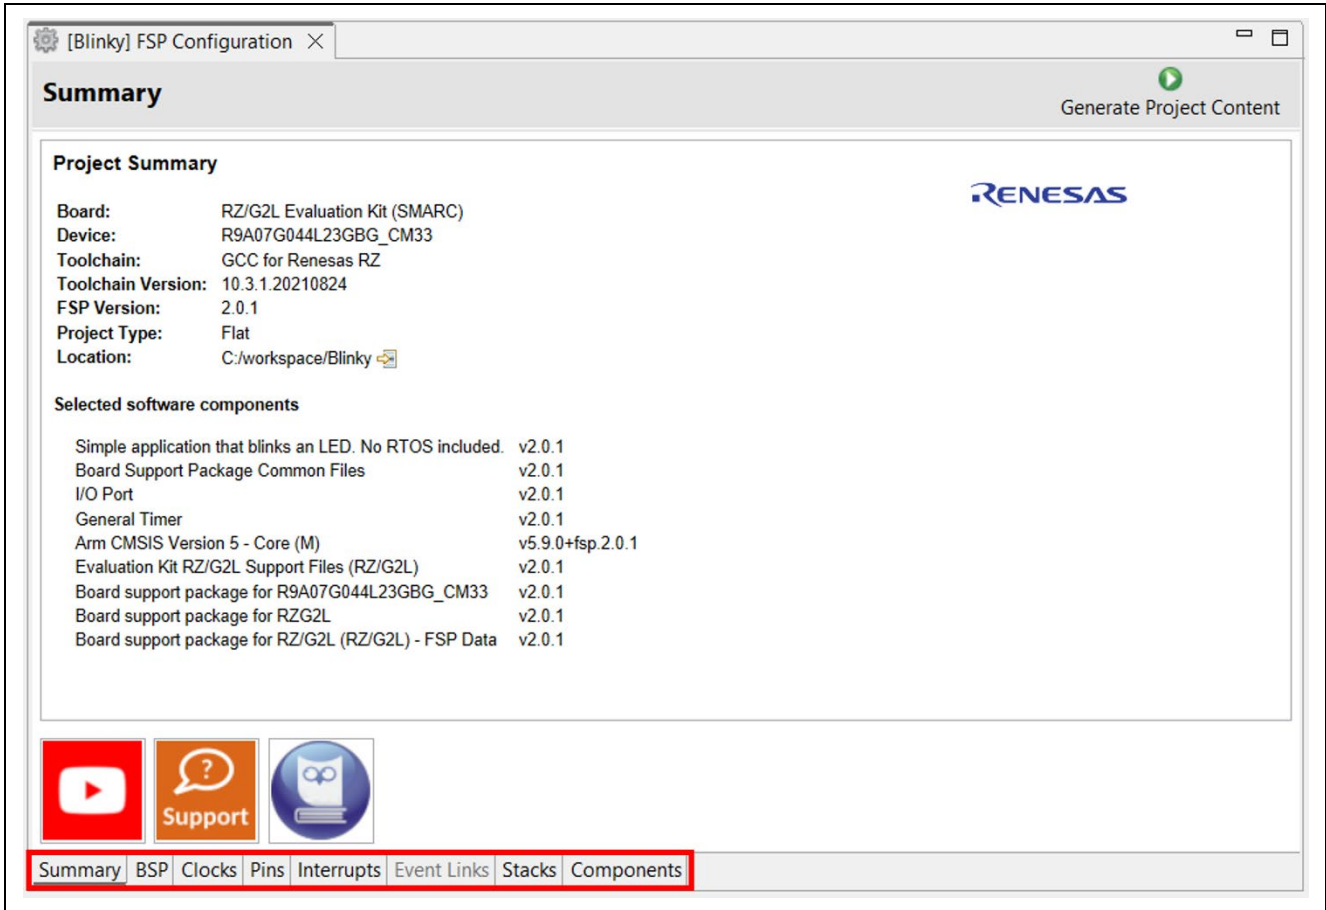 [Blinky] FSP Configuration
Summary
Generate Project Content
Project Summary
RENESAS
Board: RZ/G2L Evaluation Kit (SMARC)
Device: R9A07G044L23GBG_CM33
Toolchain: GCC for Renesas RZ
Toolchain Version: 10.3.1.20210824
FSP Version: 2.0.1
Project Type: Flat
Location: C:/workspace/Blinky
Selected software components
Simple application that blinks an LED. No RTOS included. v2.0.1
Board Support Package Common Files v2.0.1
I/O Port v2.0.1
General Timer v2.0.1
Arm CMSIS Version 5 - Core (M) v5.9.0+fsp.2.0.1
Evaluation Kit RZ/G2L Support Files (RZ/G2L) v2.0.1
Board support package for R9A07G044L23GBG_CM33 v2.0.1
Board support package for RZG2L v2.0.1
Board support package for RZ/G2L (RZ/G2L) - FSP Data v2.0.1
?
Support
Summary BSP Clocks Pins Interrupts Event Links Stacks Components